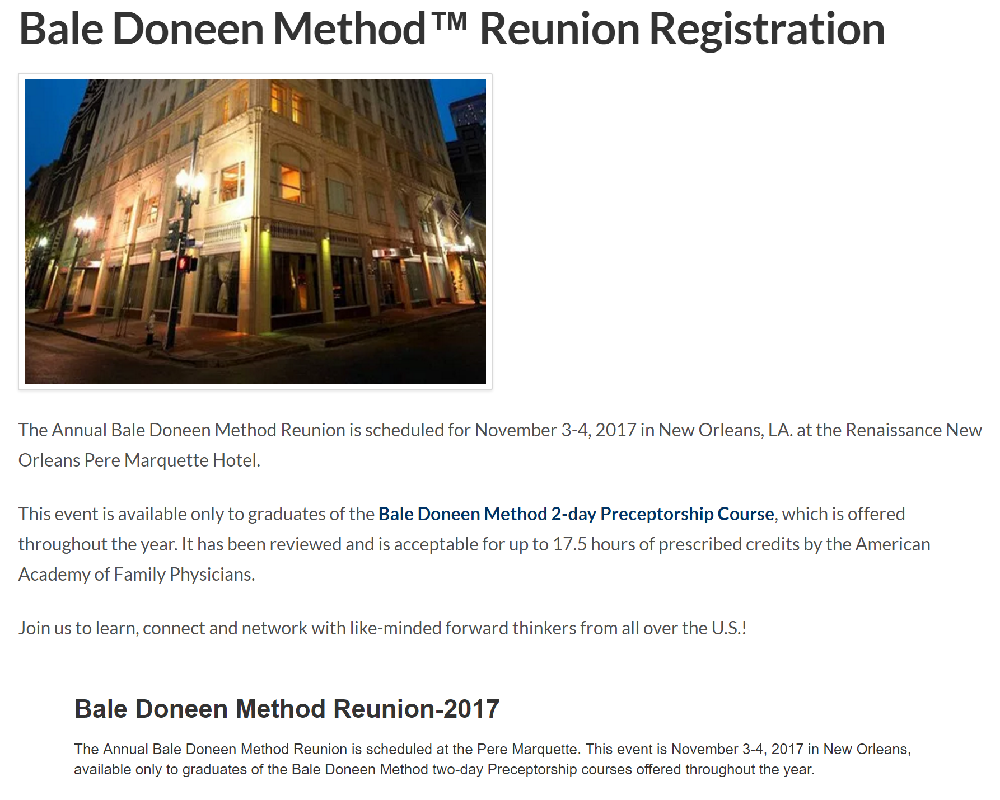 Bale Doneen Method™ Reunion Registration
The Annual Bale Doneen Method Reunion is scheduled for November 3-4, 2017 in New Orleans, LA. at the Renaissance New
Orleans Pere Marquette Hotel.
This event is available only to graduates of the Bale Doneen Method 2-day Preceptorship Course, which is offered
throughout the year. It has been reviewed and is acceptable for up to 17.5 hours of prescribed credits by the American
Academy of Family Physicians.
Join us to learn, connect and network with like-minded forward thinkers from all over the U.S.!
Bale Doneen Method Reunion-2017
The Annual Bale Doneen Method Reunion is scheduled at the Pere Marquette. This event is November 3-4, 2017 in New Orleans,
available only to graduates of the Bale Doneen Method two-day Preceptorship courses offered throughout the year.